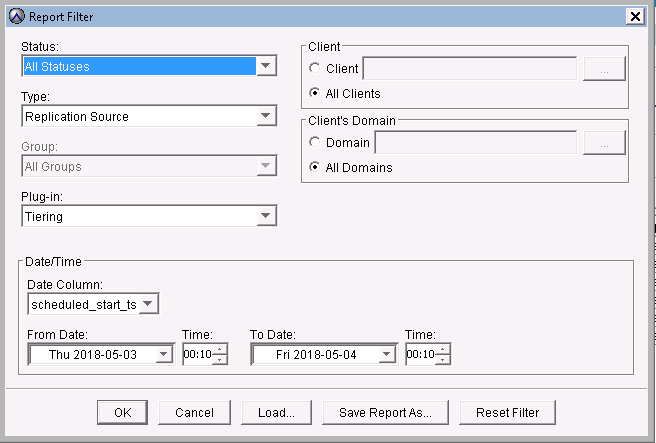 Report Filter
Status:
All Statuses
Type:
Replication Source
Group:
All Groups
Plug-in:
Tiering
Client
Client
...
All Clients
Client's Domain
Domain
...
All Domains
Date/Time
Date Column:
scheduled_start_ts
From Date: Time: To Date: Time:
Thu 2018-05-03 00:10 Fri 2018-05-04 00:10
OK Cancel Load... Save Report As... Reset Filter